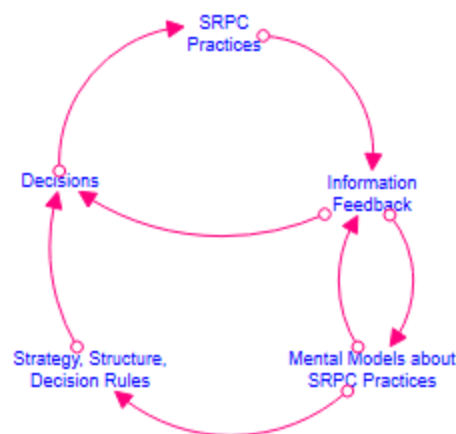 SRPC
Practices
Decisions
Information
Feedback
Strategy, Structure,
Decision Rules
Mental Models about
SRPC Practices